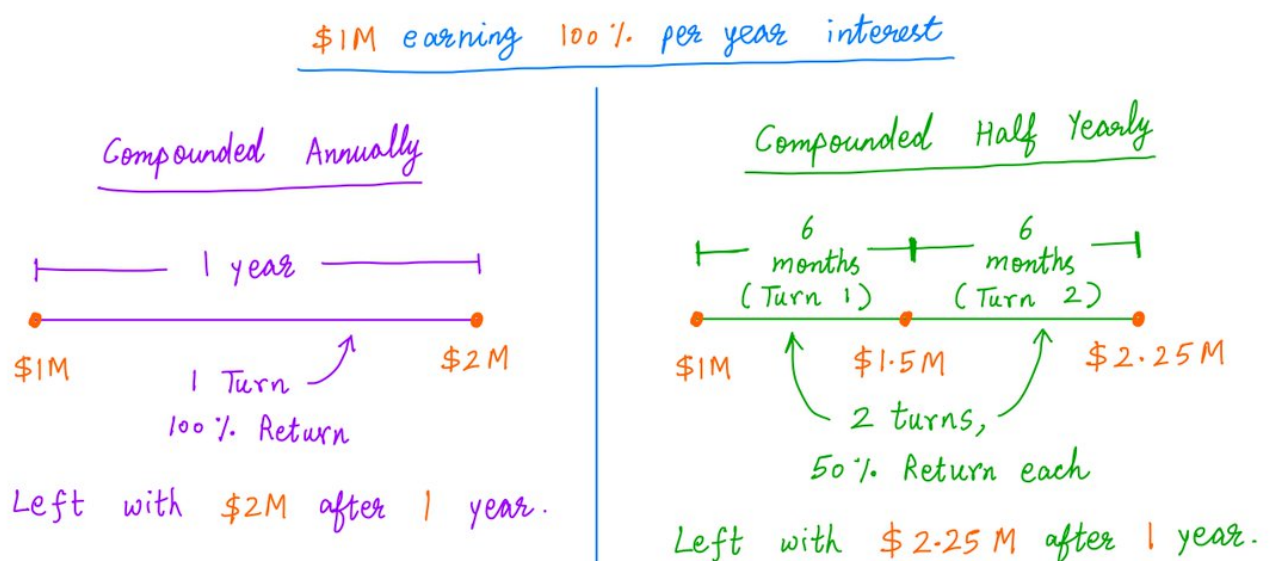 $1M earning 100% per year interest
Compounded Annually
1 year
$1M
$2M
1 Turn
100% Return
Left with $2M after 1 year.
Compounded Half Yearly
6 months (Turn 1)
6 months (Turn 2)
$1M
$1.5M
$2.25M
2 turns,
50% Return each
Left with $2.25M after 1 year.